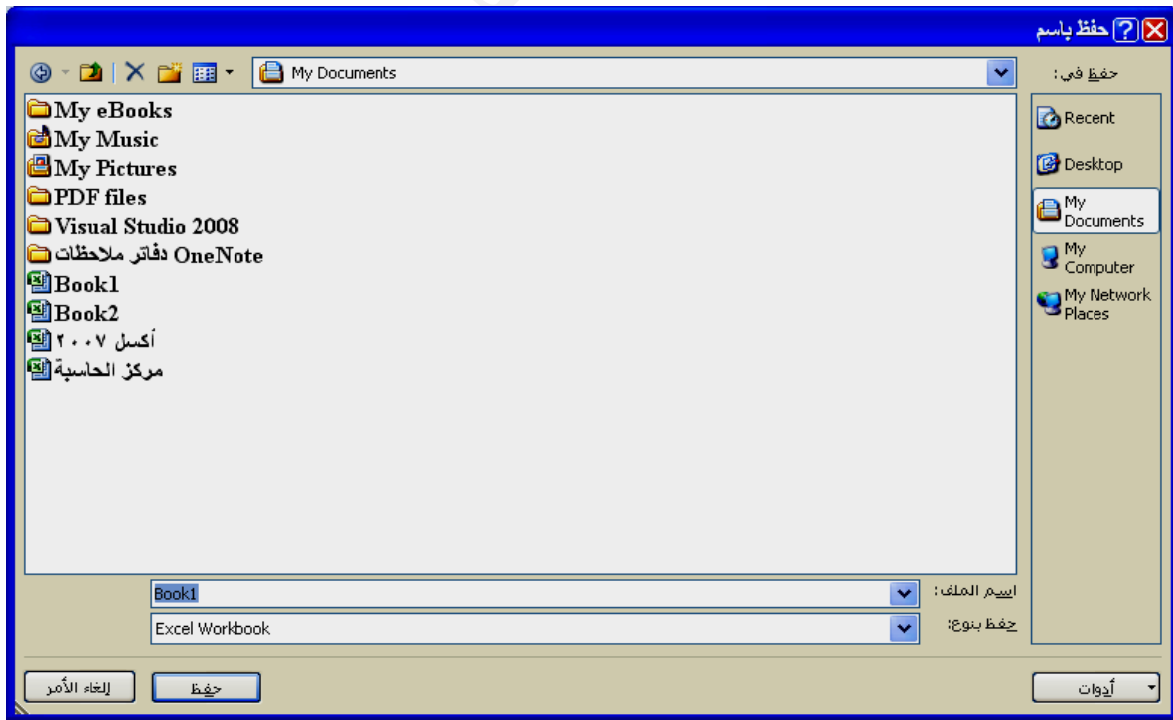 حفظ باسم
حفظ في:
My Documents
Recent
Desktop
My
Documents
My
Computer
My Network
Places
My eBooks
My Music
My Pictures
PDF files
Visual Studio 2008
دفاتر ملاحظات OneNote
Book1
Book2
أكسل ٢٠٠٧
مركز الحاسبة
اسم الملف:
Book1
حفظ بنوع:
Excel Workbook
أدوات
حفظ
إلغاء الأمر